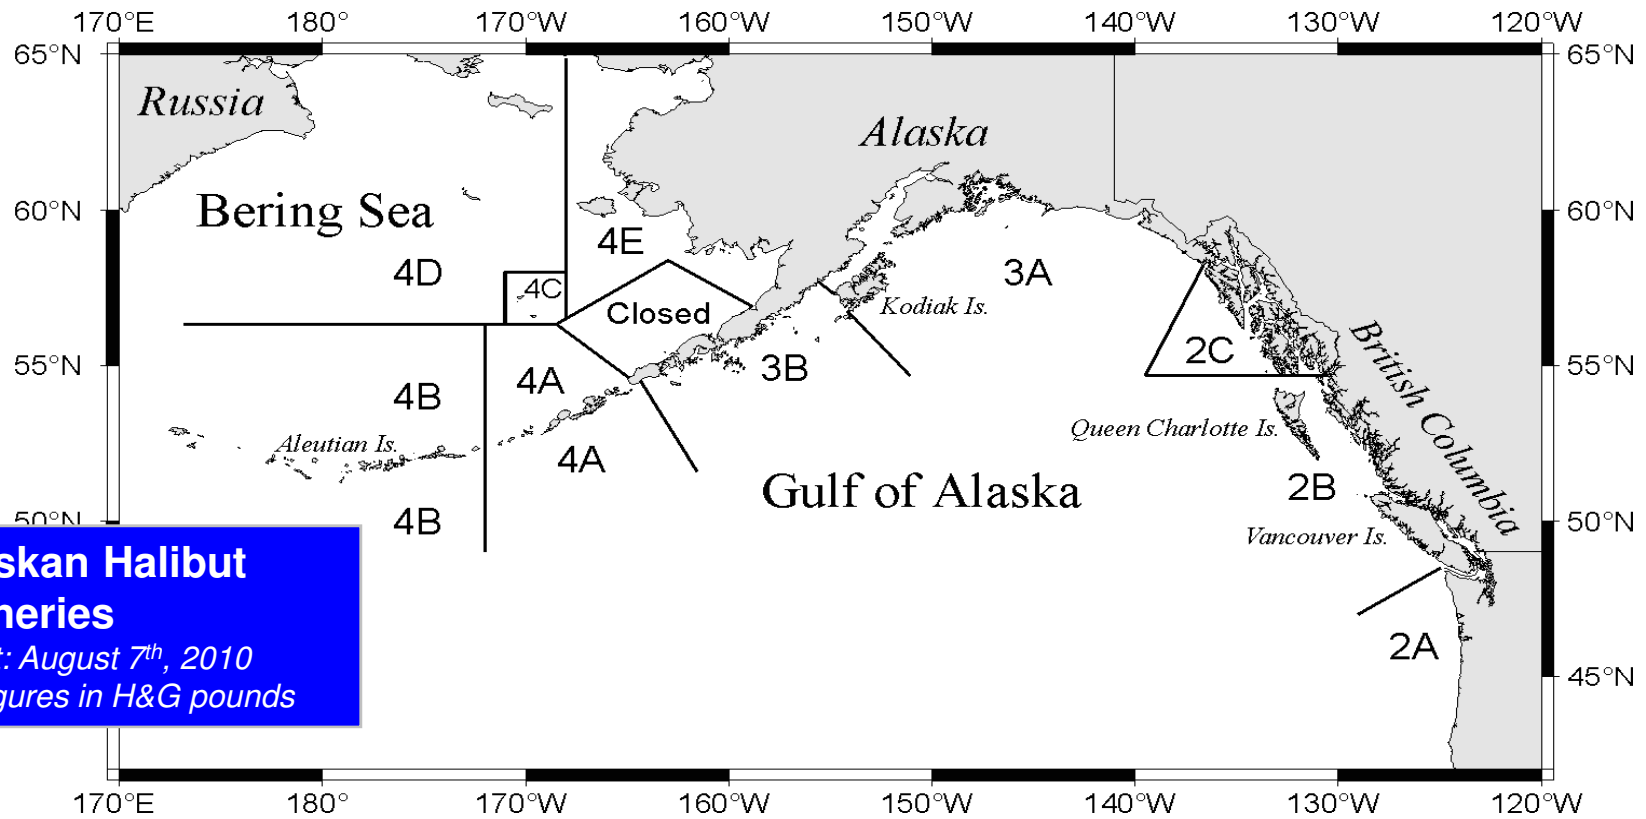 170°E 180° 170°W 160°W 150°W 140°W 130°W 120°W
65°N 65°N
Russia
Alaska
Bering Sea
60°N 60°N
4E
4D
3A
4C
Kodiak Is.
Closed
British Columbia
2C
55°N 55°N
3B
4A
4B
Queen Charlotte Is.
Aleutian Is.
4A
Gulf of Alaska
2B
50°N 50°N
4B
Vancouver Is.
skan Halibut
neries
t: August 7th, 2010
gures in H&G pounds
2A
45°N
170°E 180° 170°W 160°W 150°W 140°W 130°W 120°W